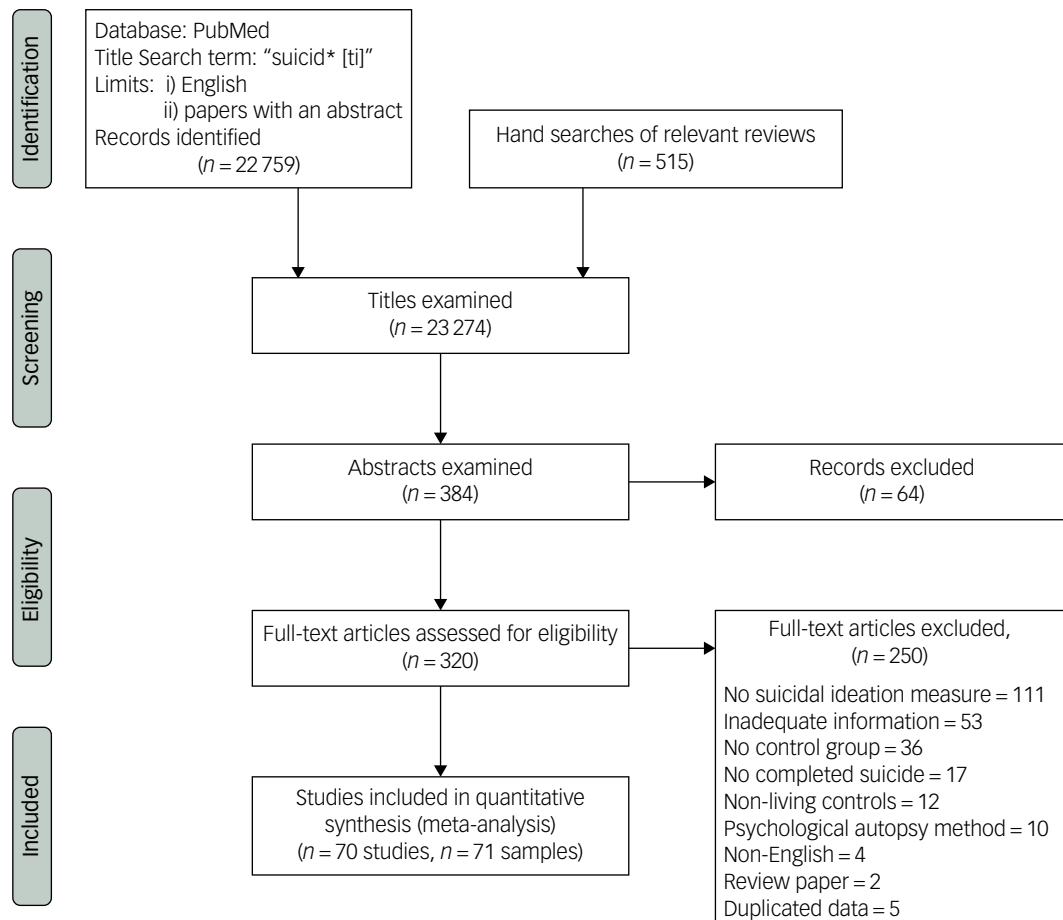 Identification
Database: PubMed
Title Search term: “suicid* [ti]”
Limits: i) English
ii) papers with an abstract
Records identified
(n = 22 759)
Hand searches of relevant reviews
(n = 515)
Screening
Titles examined
(n = 23 274)
Abstracts examined
(n = 384)
Records excluded
(n = 64)
Eligibility
Full-text articles assessed for eligibility
(n = 320)
Full-text articles excluded,
(n = 250)
No suicidal ideation measure = 111
Inadequate information = 53
No control group = 36
No completed suicide = 17
Non-living controls = 12
Psychological autopsy method = 10
Non-English = 4
Review paper = 2
Duplicated data = 5
Included
Studies included in quantitative
synthesis (meta-analysis)
(n = 70 studies, n = 71 samples)